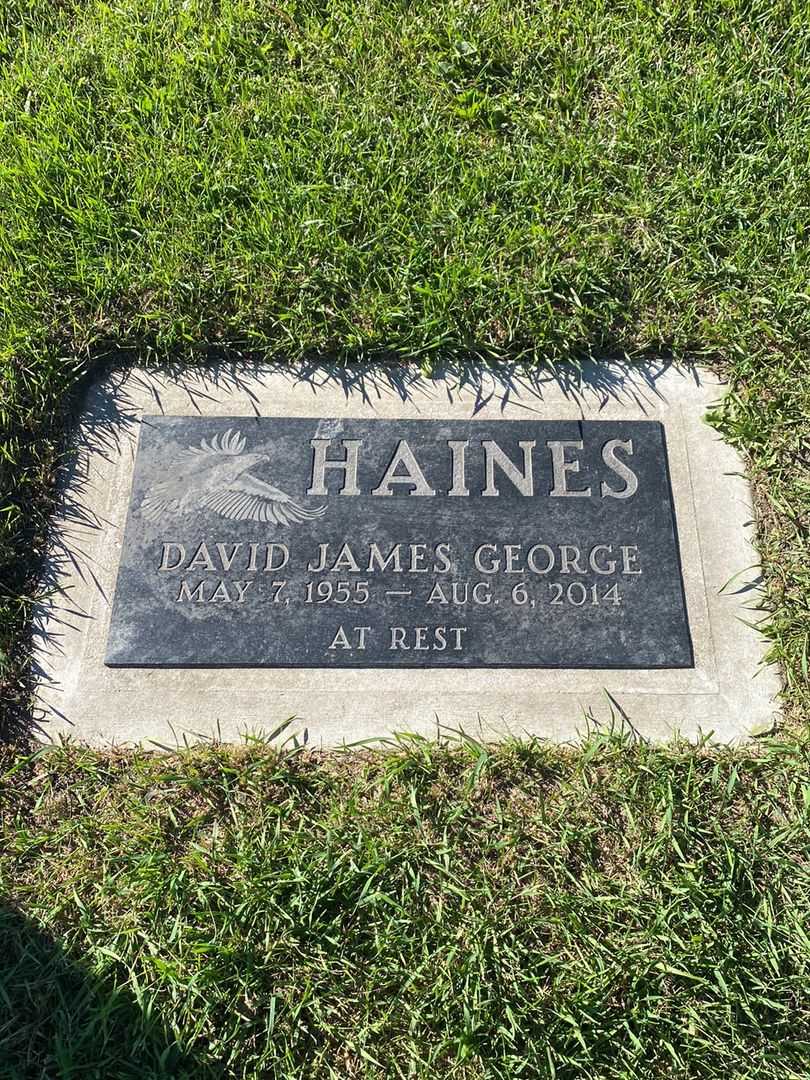 HAINES
DAVID JAMES GEORGE
MAY 7, 1955 — AUG. 6, 2014
AT REST